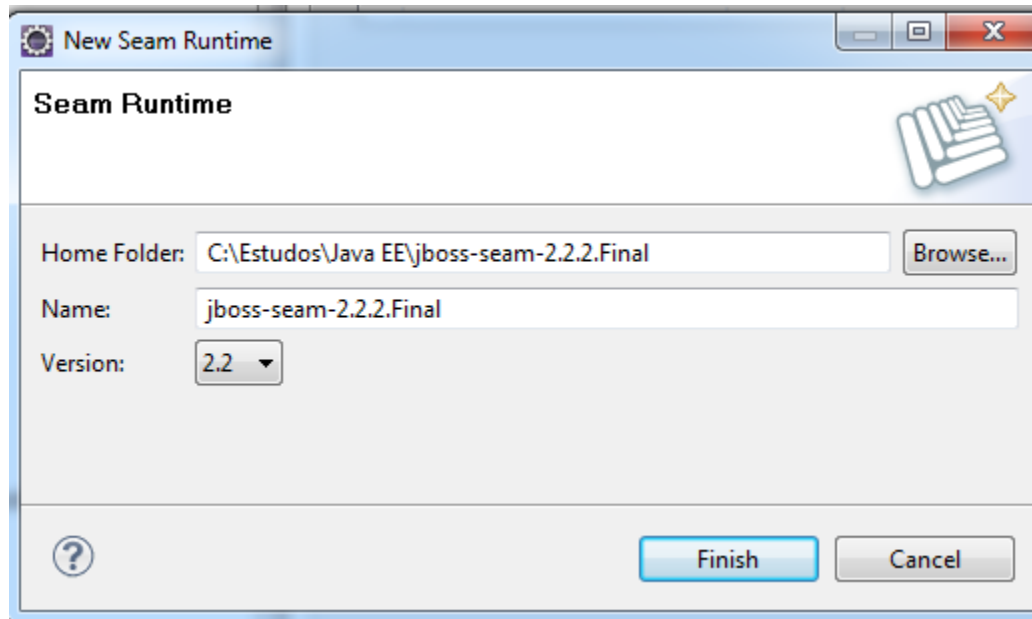 New Seam Runtime
Seam Runtime
Home Folder: C:\Estudos\Java EE\jboss-seam-2.2.2.Final Browse...
Name: jboss-seam-2.2.2.Final
Version: 2.2
? Finish Cancel